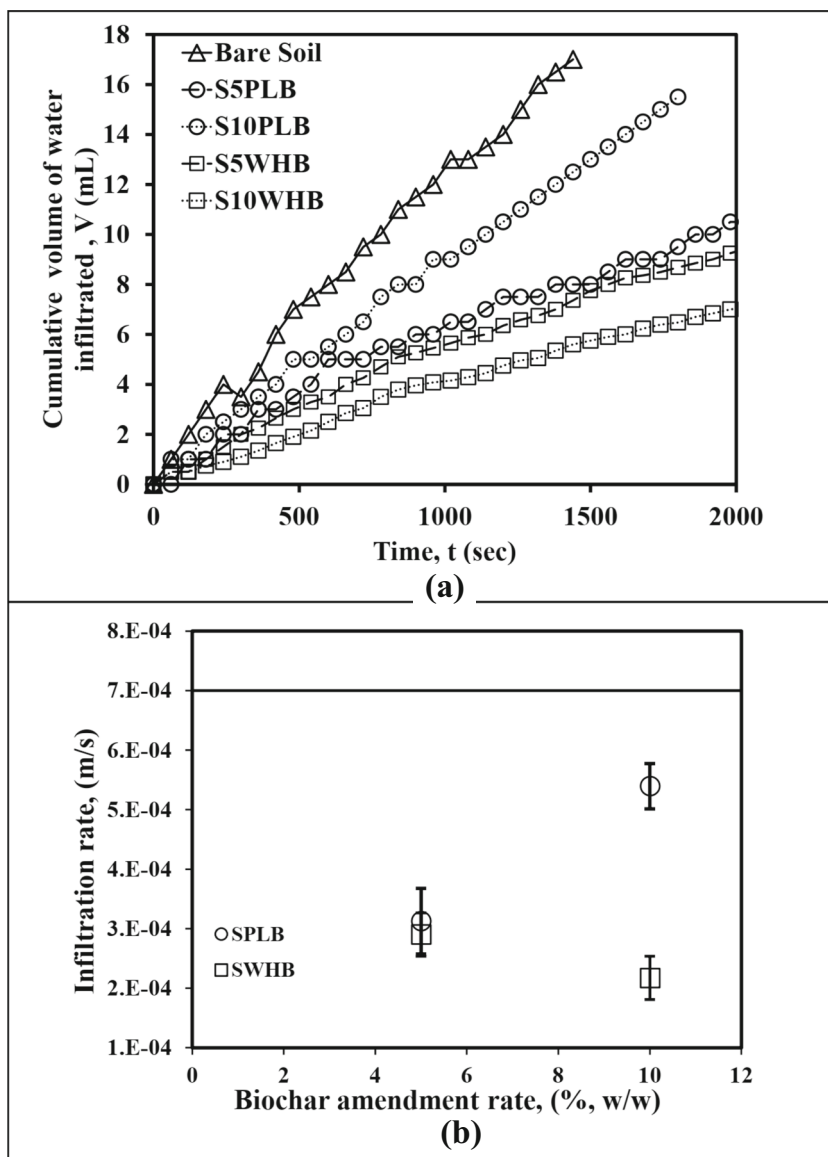 18
16
14
12
10
8
6
4
2
0
Cumulative volume of water
infiltrated , V (mL)
Bare Soil
S5PLB
S10PLB
S5WHB
S10WHB
0
500
1000
1500
2000
Time, t (sec)
(a)
8.E-04
7.E-04
6.E-04
5.E-04
4.E-04
3.E-04
2.E-04
1.E-04
Infiltration rate, (m/s)
SPLB
SWHB
0
2
4
6
8
10
12
Biochar amendment rate, (%, w/w)
(b)